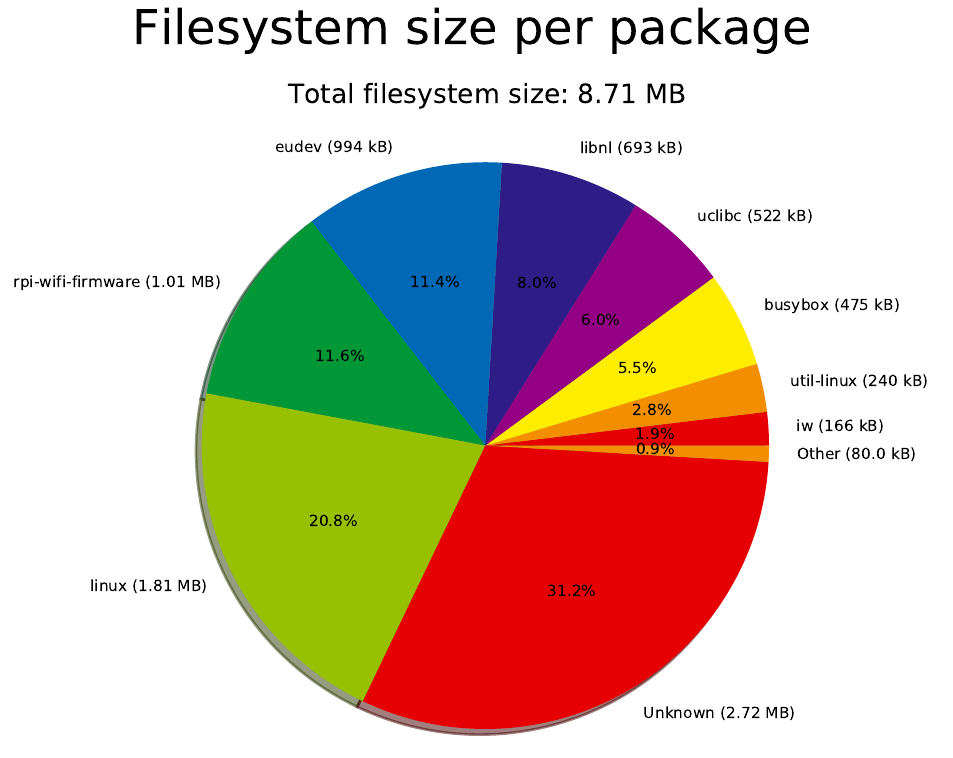 Filesystem size per package
Total filesystem size: 8.71 MB
eudev (994 kB)
libnl (693 kB)
uclibc (522 kB)
rpi-wifi-firmware (1.01 MB)
11.4%
8.0%
busybox (475 kB)
6.0%
11.6%
5.5%
util-linux (240 kB)
2.8%
iw (166 kB)
1.9%
0.9%
Other (80.0 kB)
20.8%
linux (1.81 MB)
31.2%
Unknown (2.72 MB)